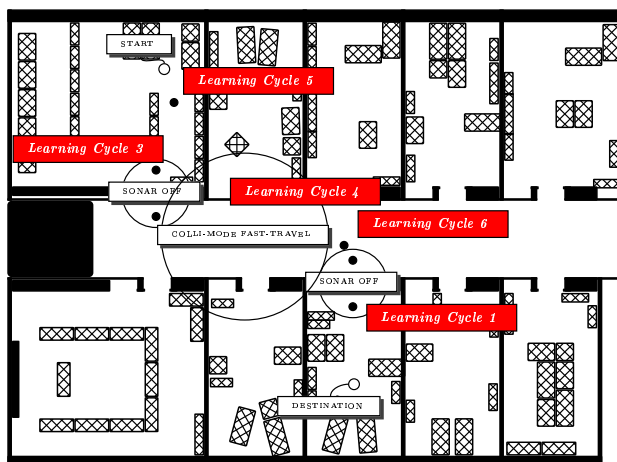 START
Learning Cycle 5
Learning Cycle 3
SONAR OFF
Learning Cycle 4
Learning Cycle 6
COLLI-MODE FAST-TRAVEL
SONAR OFF
Learning Cycle 1
DESTINATION